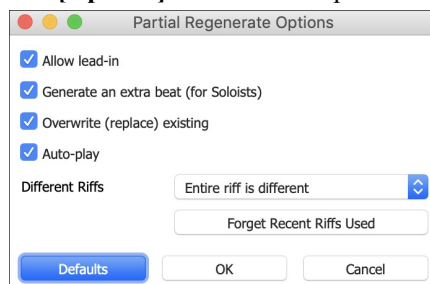 Partial Regenerate Options
Allow lead-in
Generate an extra beat (for Soloists)
Overwrite (replace) existing
Auto-play
Different Riffs Entire riff is different
Forget Recent Riffs Used
Defaults OK Cancel